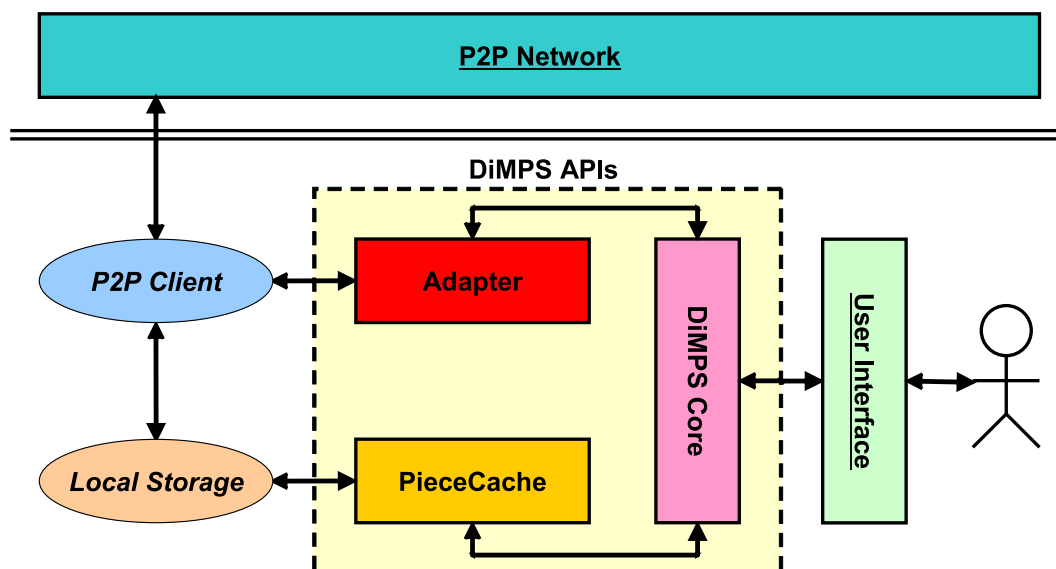 P2P Network
DiMPS APIs
P2P Client
Adapter
DiMPS Core
User Interface
Local Storage
PieceCache